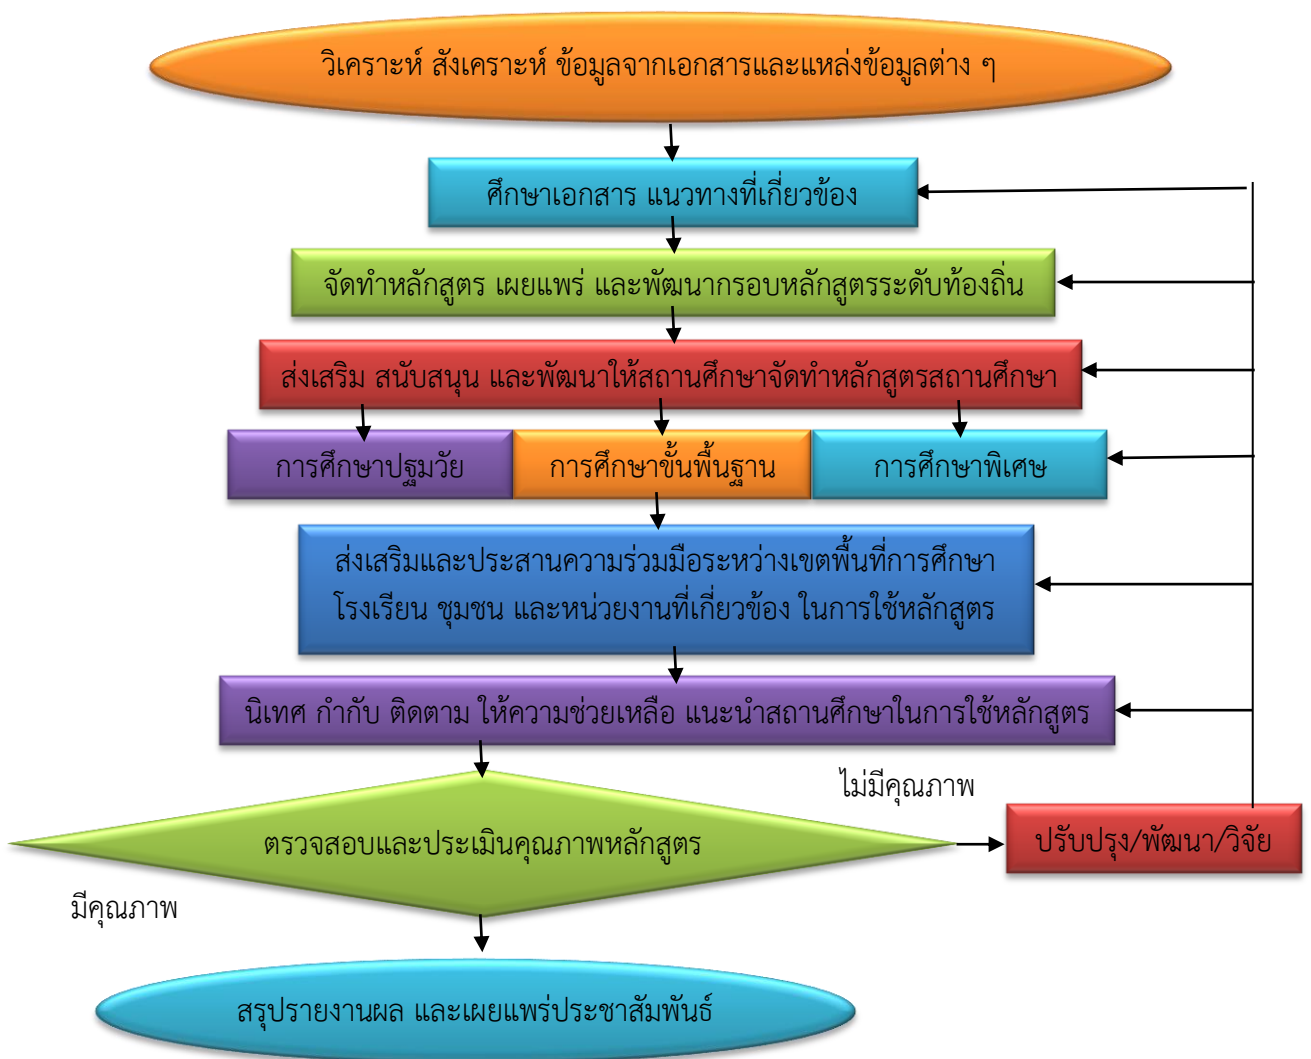 วิเคราะห์ สังเคราะห์ ข้อมูลจากเอกสารและแหล่งข้อมูลต่าง ๆ
ศึกษาเอกสาร แนวทางที่เกี่ยวข้อง
จัดทำหลักสูตร เผยแพร่ และพัฒนากรอบหลักสูตรระดับท้องถิ่น
ส่งเสริม สนับสนุน และพัฒนาให้สถานศึกษาจัดทำหลักสูตรสถานศึกษา
การศึกษาปฐมวัย
การศึกษาขั้นพื้นฐาน
การศึกษาพิเศษ
ส่งเสริมและประสานความร่วมมือระหว่างเขตพื้นที่การศึกษา
โรงเรียน ชุมชน และหน่วยงานที่เกี่ยวข้อง ในการใช้หลักสูตร
นิเทศ กำกับ ติดตาม ให้ความช่วยเหลือ แนะนำสถานศึกษาในการใช้หลักสูตร
ไม่มีคุณภาพ
ตรวจสอบและประเมินคุณภาพหลักสูตร
ปรับปรุง/พัฒนา/วิจัย
มีคุณภาพ
สรุปรายงานผล และเผยแพร่ประชาสัมพันธ์